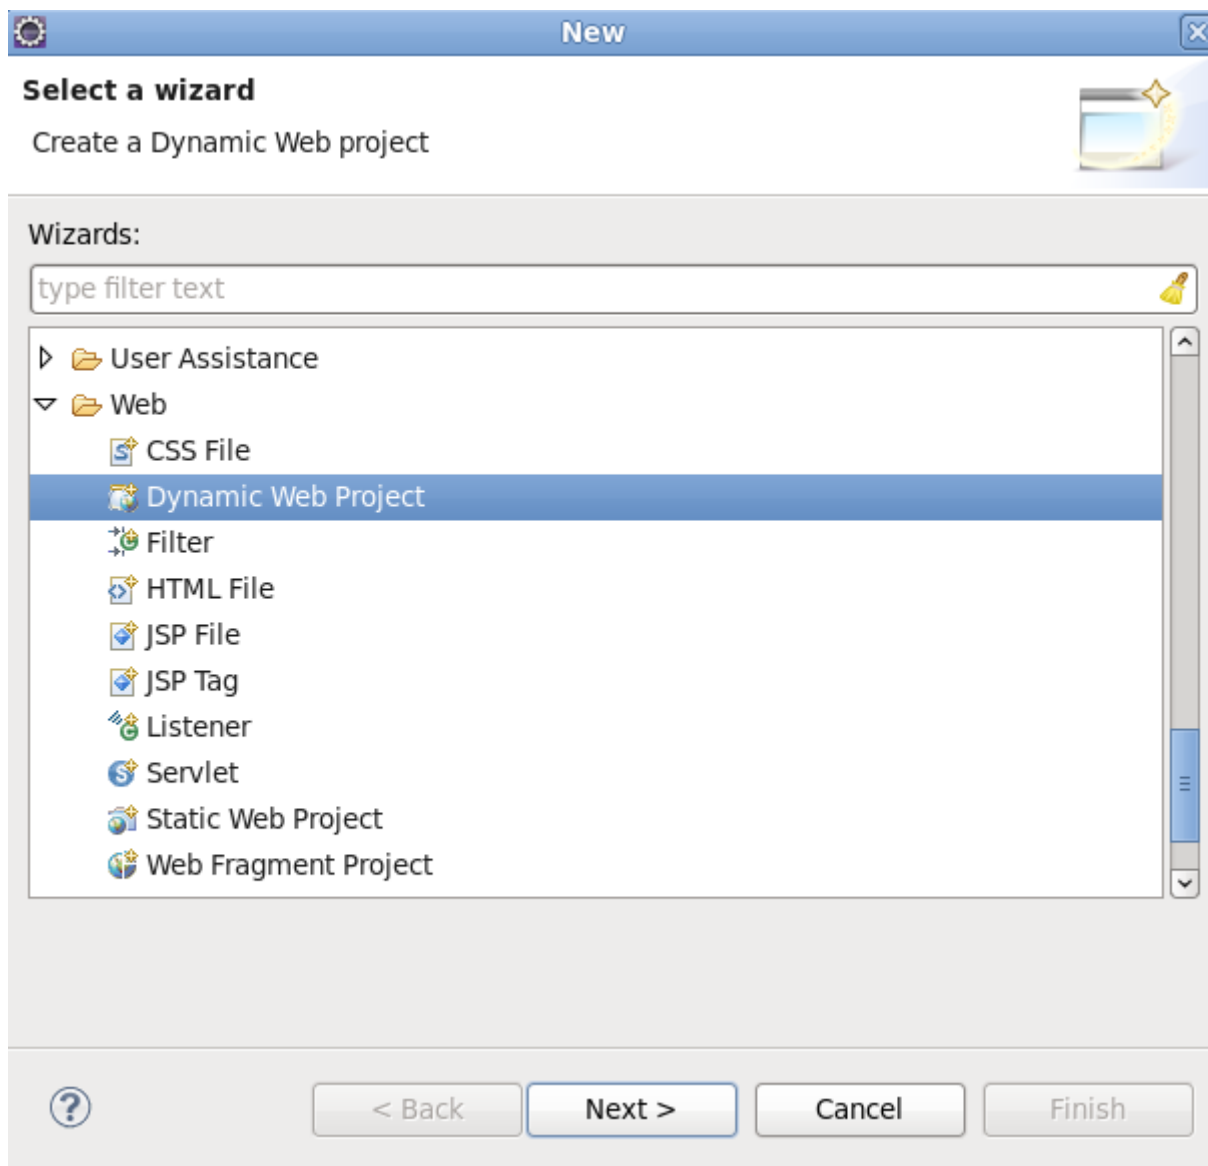 New
Select a wizard
Create a Dynamic Web project
Wizards:
type filter text
User Assistance
Web
CSS File
Dynamic Web Project
Filter
HTML File
JSP File
JSP Tag
Listener
Servlet
Static Web Project
Web Fragment Project
< Back Next > Cancel Finish